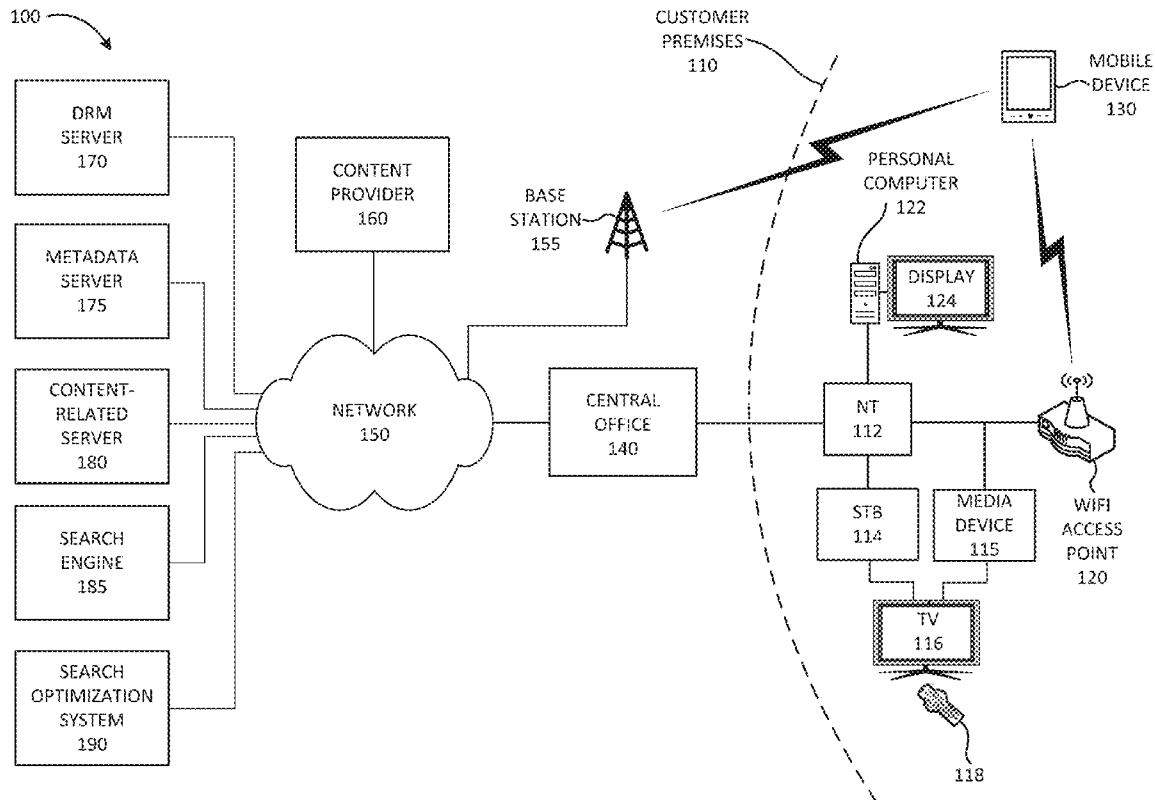 100
CUSTOMER
PREMISES
110
MOBILE
DEVICE
130
DRM
SERVER
170
CONTENT
PROVIDER
160
BASE
STATION
155
PERSONAL
COMPUTER
122
METADATA
SERVER
175
DISPLAY
124
CONTENT-
RELATED
SERVER
180
NETWORK
150
CENTRAL
OFFICE
140
NT
112
STB
114
MEDIA
DEVICE
115
WIFI
ACCESS
POINT
120
SEARCH
ENGINE
185
TV
116
SEARCH
OPTIMIZATION
SYSTEM
190
118